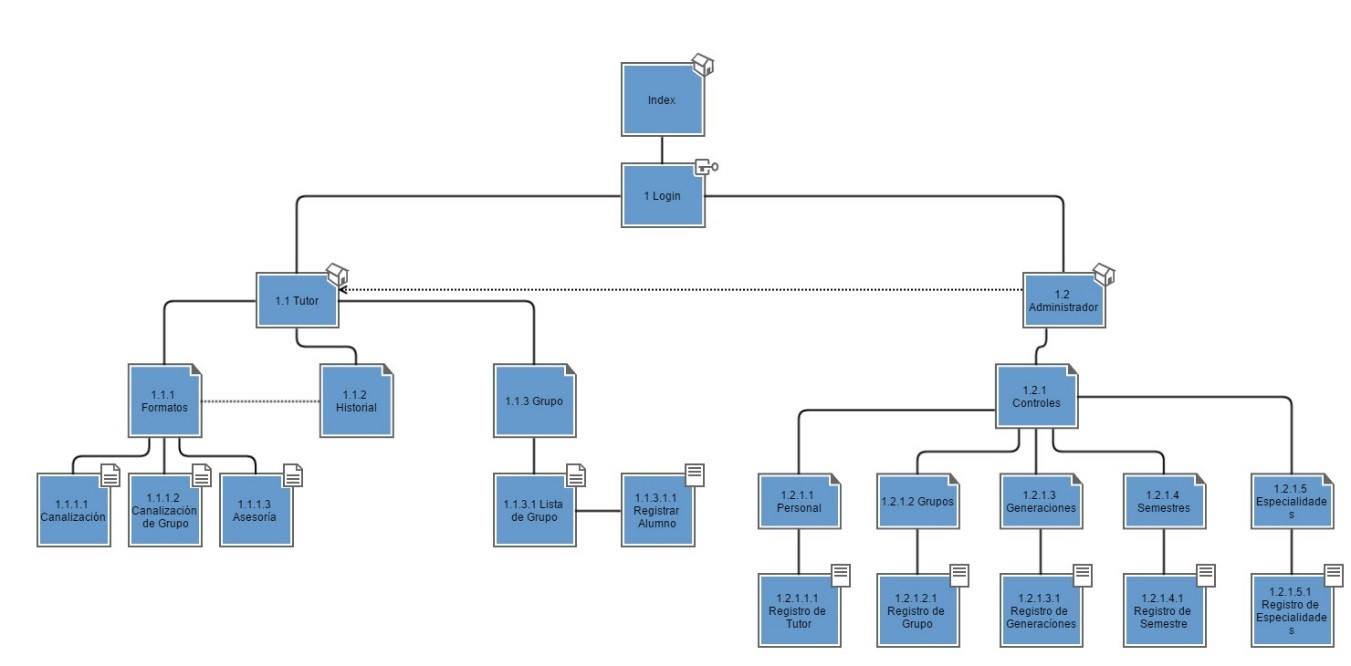 Index
1 Login
1.1 Tutor
1.2
Administrador
1.1.1
Formatos
1.1.2
Historial
1.1.3 Grupo
1.2.1
Controles
1.1.1.1
Canalización
1.1.1.2
Canalización
de Grupo
1.1.1.3
Asesoría
1.1.3.1 Lista
de Grupo
1.1.3.1.1
Registrar
Alumno
1.2.1.1
Personal
1.2.1.2 Grupos
1.2.1.3
Generaciones
1.2.1.4
Semestres
1.2.1.5
Especialidade
s
1.2.1.1.1
Registro de
Tutor
1.2.1.2.1
Registro de
Grupo
1.2.1.3.1
Registro de
Generaciones
1.2.1.4.1
Registro de
Semestre
1.2.1.5.1
Registro de
Especialidade
s